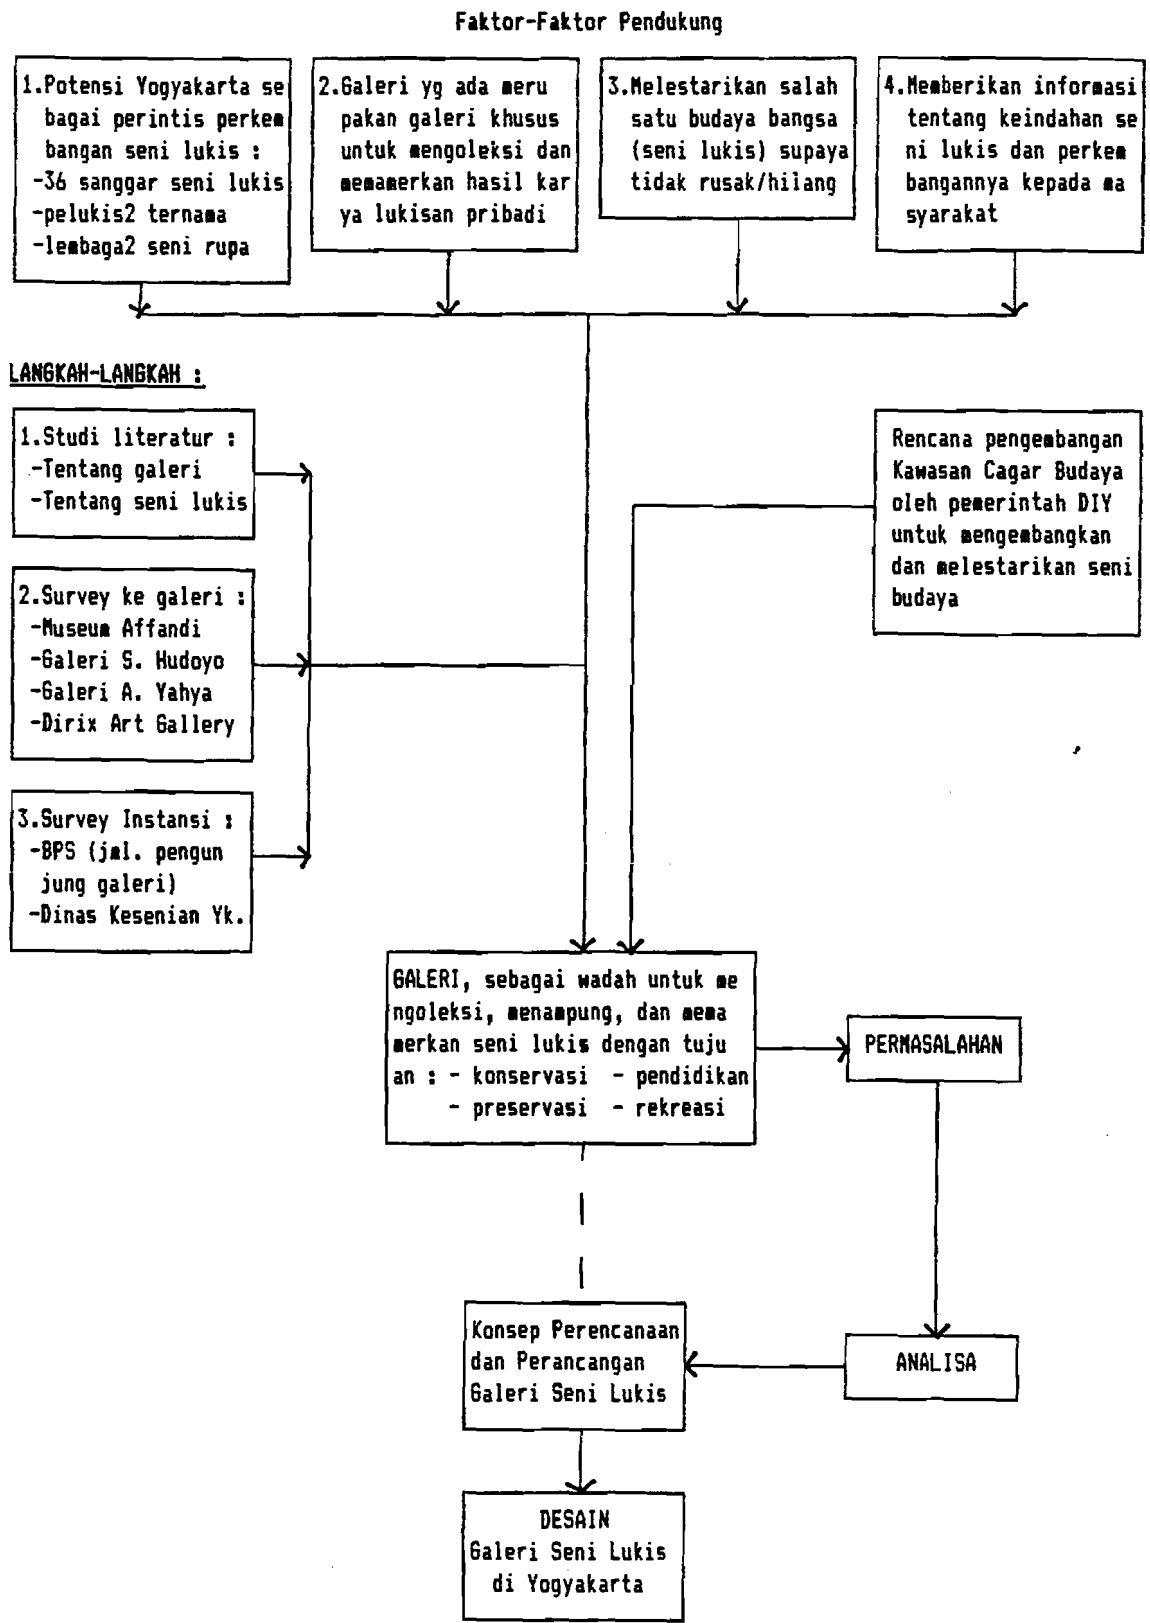 Faktor-Faktor Pendukung
1.Potensi Yogyakarta se
bagai perintis perkem
bangan seni lukis :
-36 sanggar seni lukis
-pelukis2 ternama
-lembaga2 seni rupa
2.Galeri yg ada meru
pakan galeri khusus
untuk mengoleksi dan
memamerkan hasil kar
ya lukisan pribadi
3.Melestarikan salah
satu budaya bangsa
(seni lukis) supaya
tidak rusak/hilang
4.Memberikan informasi
tentang keindahan se
ni lukis dan perkem
bangannya kepada ma
syarakat
LANGKAH-LANGKAH :
1.Studi literatur :
-Tentang galeri
-Tentang seni lukis
Rencana pengembangan
Kawasan Cagar Budaya
oleh pemerintah DIY
untuk mengembangkan
dan melestarikan seni
budaya
2.Survey ke galeri :
-Museum Affandi
-Galeri S. Hudoyo
-Galeri A. Yahya
-Dirix Art Gallery
3.Survey Instansi :
-BPS (jml. pengun
jung galeri)
-Dinas Kesenian Yk.
GALERI, sebagai wadah untuk me
ngoleksi, menampung, dan mema
merkan seni lukis dengan tuju
an : - konservasi - pendidikan
- preservasi - rekreasi
PERMASALAHAN
Konsep Perencanaan
dan Perancangan
Galeri Seni Lukis
ANALISA
DESAIN
Galeri Seni Lukis
di Yogyakarta